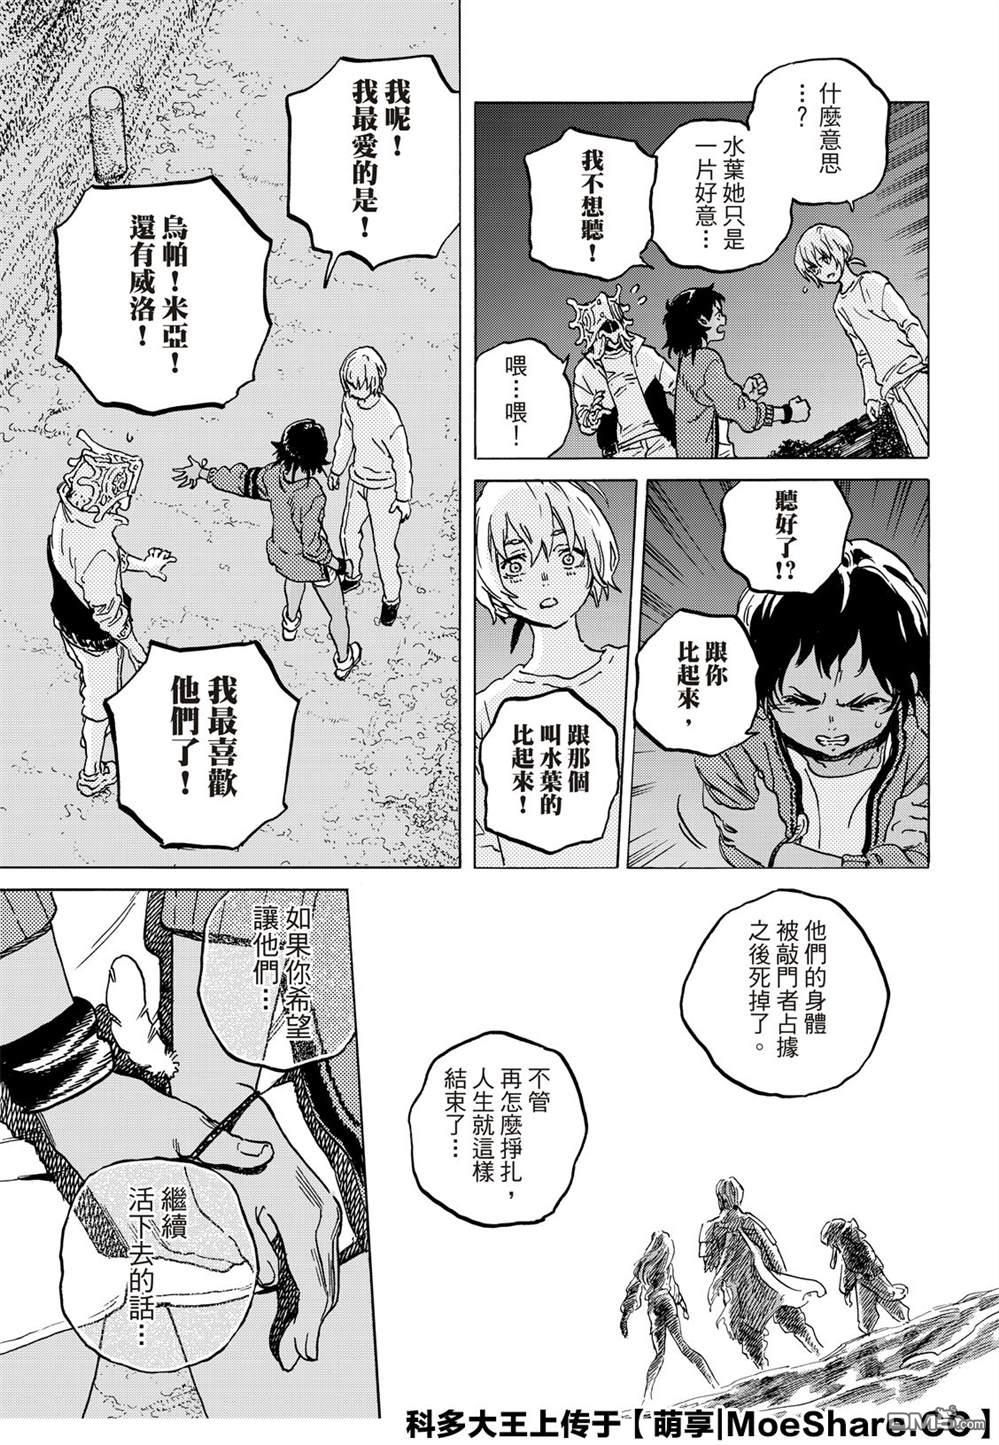 什麼意思
…?
水葉她只是
一片好意…
我不想聽！
喂…喂！
聽好了!?
跟你
比起來，
跟那個
叫水葉的
比起來！
我呢！
我最愛的是！
烏帕！米亞！
還有威洛！
我最喜歡
他們了！
他們的身體
被敲門者占據
之後死掉了。
不管
再怎麼掙扎，
人生就這樣
結束了…
如果你希望
讓他們…
繼續
活下去的話…
科多大王上传于【萌享|MoeShare.CC】